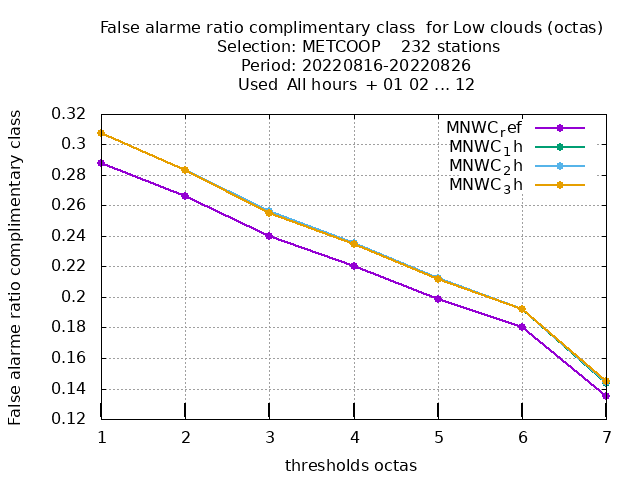 False alarme ratio complimentary class  for Low clouds (octas)
Selection: METCOOP    232 stations
Period: 20220816-20220826
Used  All hours  + 01 02 ... 12
False alarme ratio complimentary class
0.32
0.3
0.28
0.26
0.24
0.22
0.2
0.18
0.16
0.14
0.12
MNWC_ref
MNWC_1h
MNWC_2h
MNWC_3h
1 2 3 4 5 6 7
thresholds octas